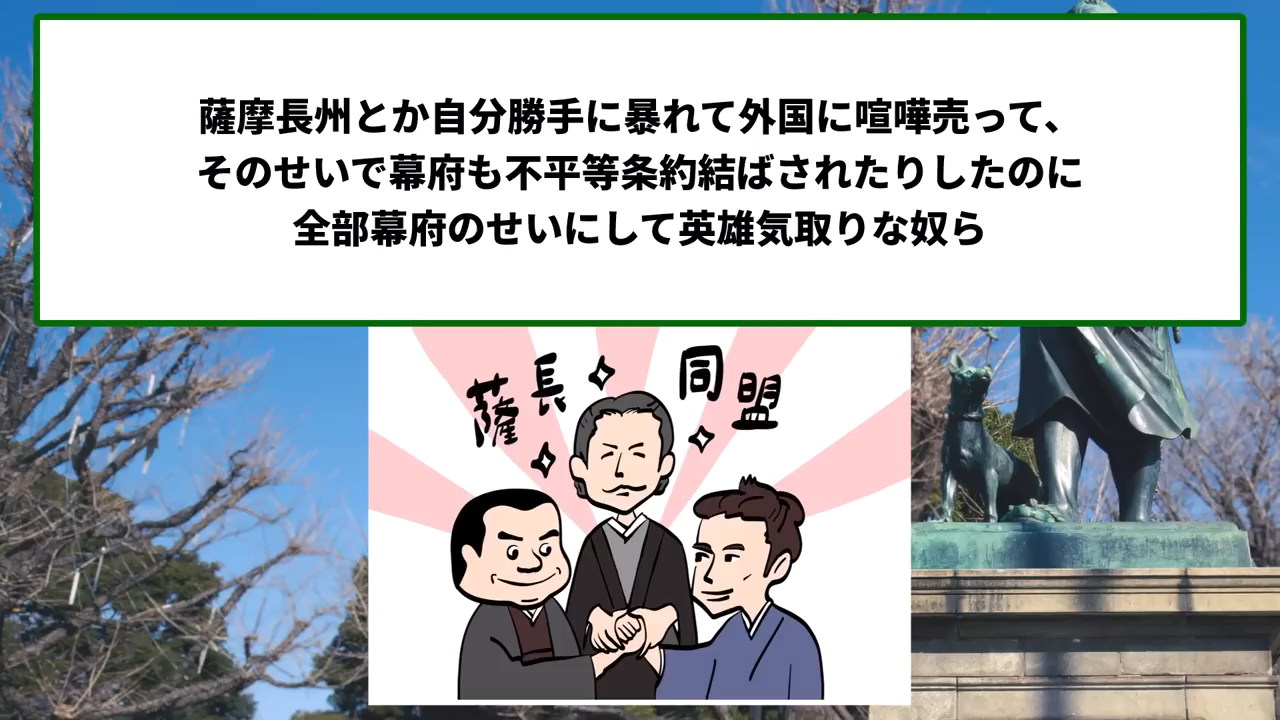 薩摩長州とか自分勝手に暴れて外国に喧嘩売って、
そのせいで幕府も不平等条約結ばされたりしたのに
全部幕府のせいにして英雄気取りな奴ら
薩長同盟